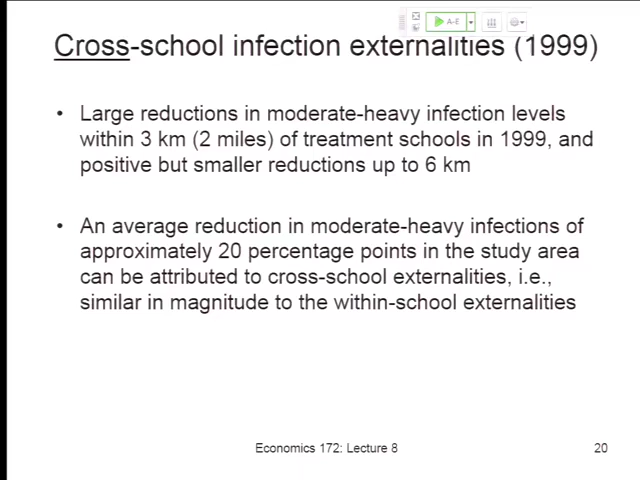 A-E
Cross-school infection externalities (1999)
• Large reductions in moderate-heavy infection levels
within 3 km (2 miles) of treatment schools in 1999, and
positive but smaller reductions up to 6 km
• An average reduction in moderate-heavy infections of
approximately 20 percentage points in the study area
can be attributed to cross-school externalities, i.e.,
similar in magnitude to the within-school externalities
Economics 172: Lecture 8
20